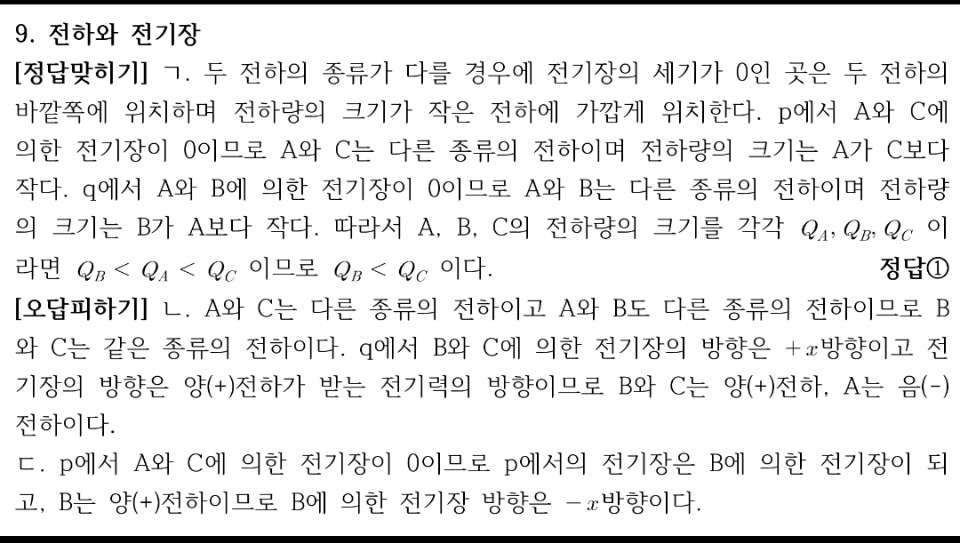 9. 전하와 전기장
[정답맞히기] ㄱ. 두 전하의 종류가 다를 경우에 전기장의 세기가 0인 곳은 두 전하의
바깥쪽에 위치하며 전하량의 크기가 작은 전하에 가깝게 위치한다. p에서 A와 C에
의한 전기장이 0이므로 A와 C는 다른 종류의 전하이며 전하량의 크기는 A가 C보다
작다. q에서 A와 B에 의한 전기장이 0이므로 A와 B는 다른 종류의 전하이며 전하량
의 크기는 B가 A보다 작다. 따라서 A, B, C의 전하량의 크기를 각각 Q_A, Q_B, Q_C 이
라면 Q_B < Q_A < Q_C 이므로 Q_B < Q_C 이다. 정답①
[오답피하기] ㄴ. A와 C는 다른 종류의 전하이고 A와 B도 다른 종류의 전하이므로 B
와 C는 같은 종류의 전하이다. q에서 B와 C에 의한 전기장의 방향은 +x방향이고 전
기장의 방향은 양(+)전하가 받는 전기력의 방향이므로 B와 C는 양(+)전하, A는 음(-)
전하이다.
ㄷ. p에서 A와 C에 의한 전기장이 0이므로 p에서의 전기장은 B에 의한 전기장이 되
고, B는 양(+)전하이므로 B에 의한 전기장 방향은 -x방향이다.